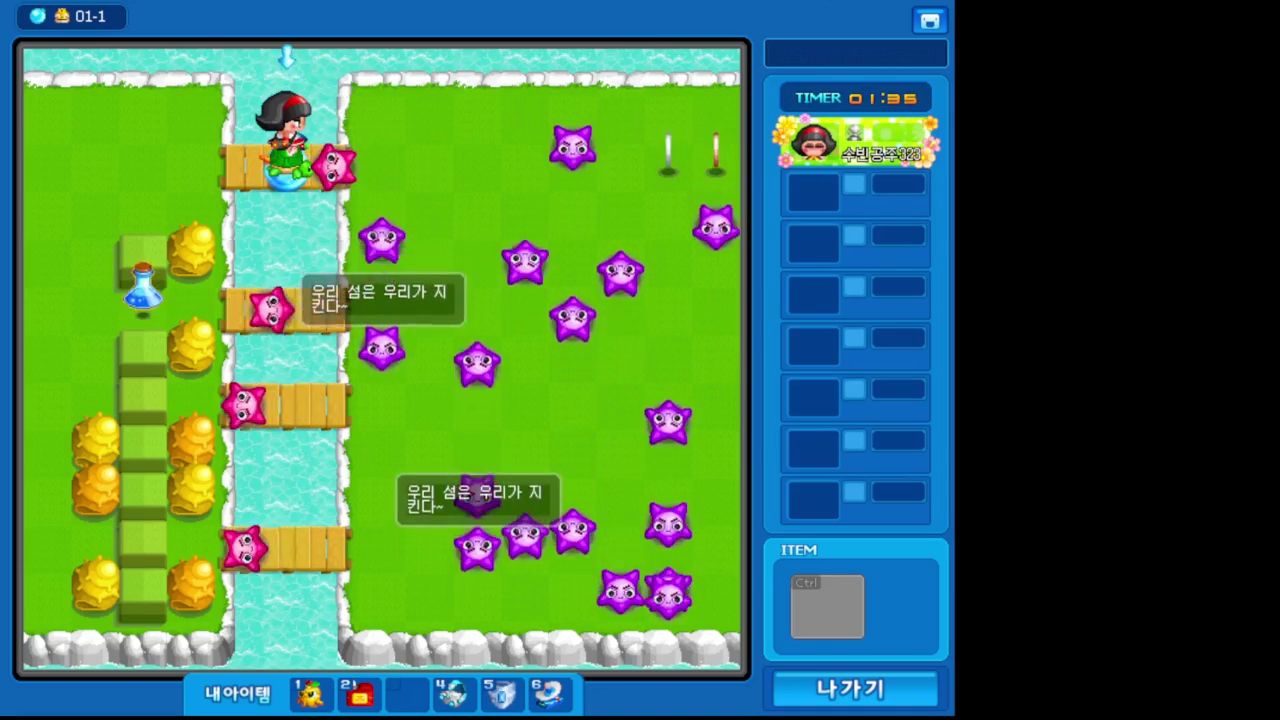 01-1
TIMER 01:35
수빈공주323
우리 섬은 우리가 지
킨다~
우리 섬은 우리가 지
킨다~
ITEM
Ctrl
내아이템
1
2
4
5
6
나가기